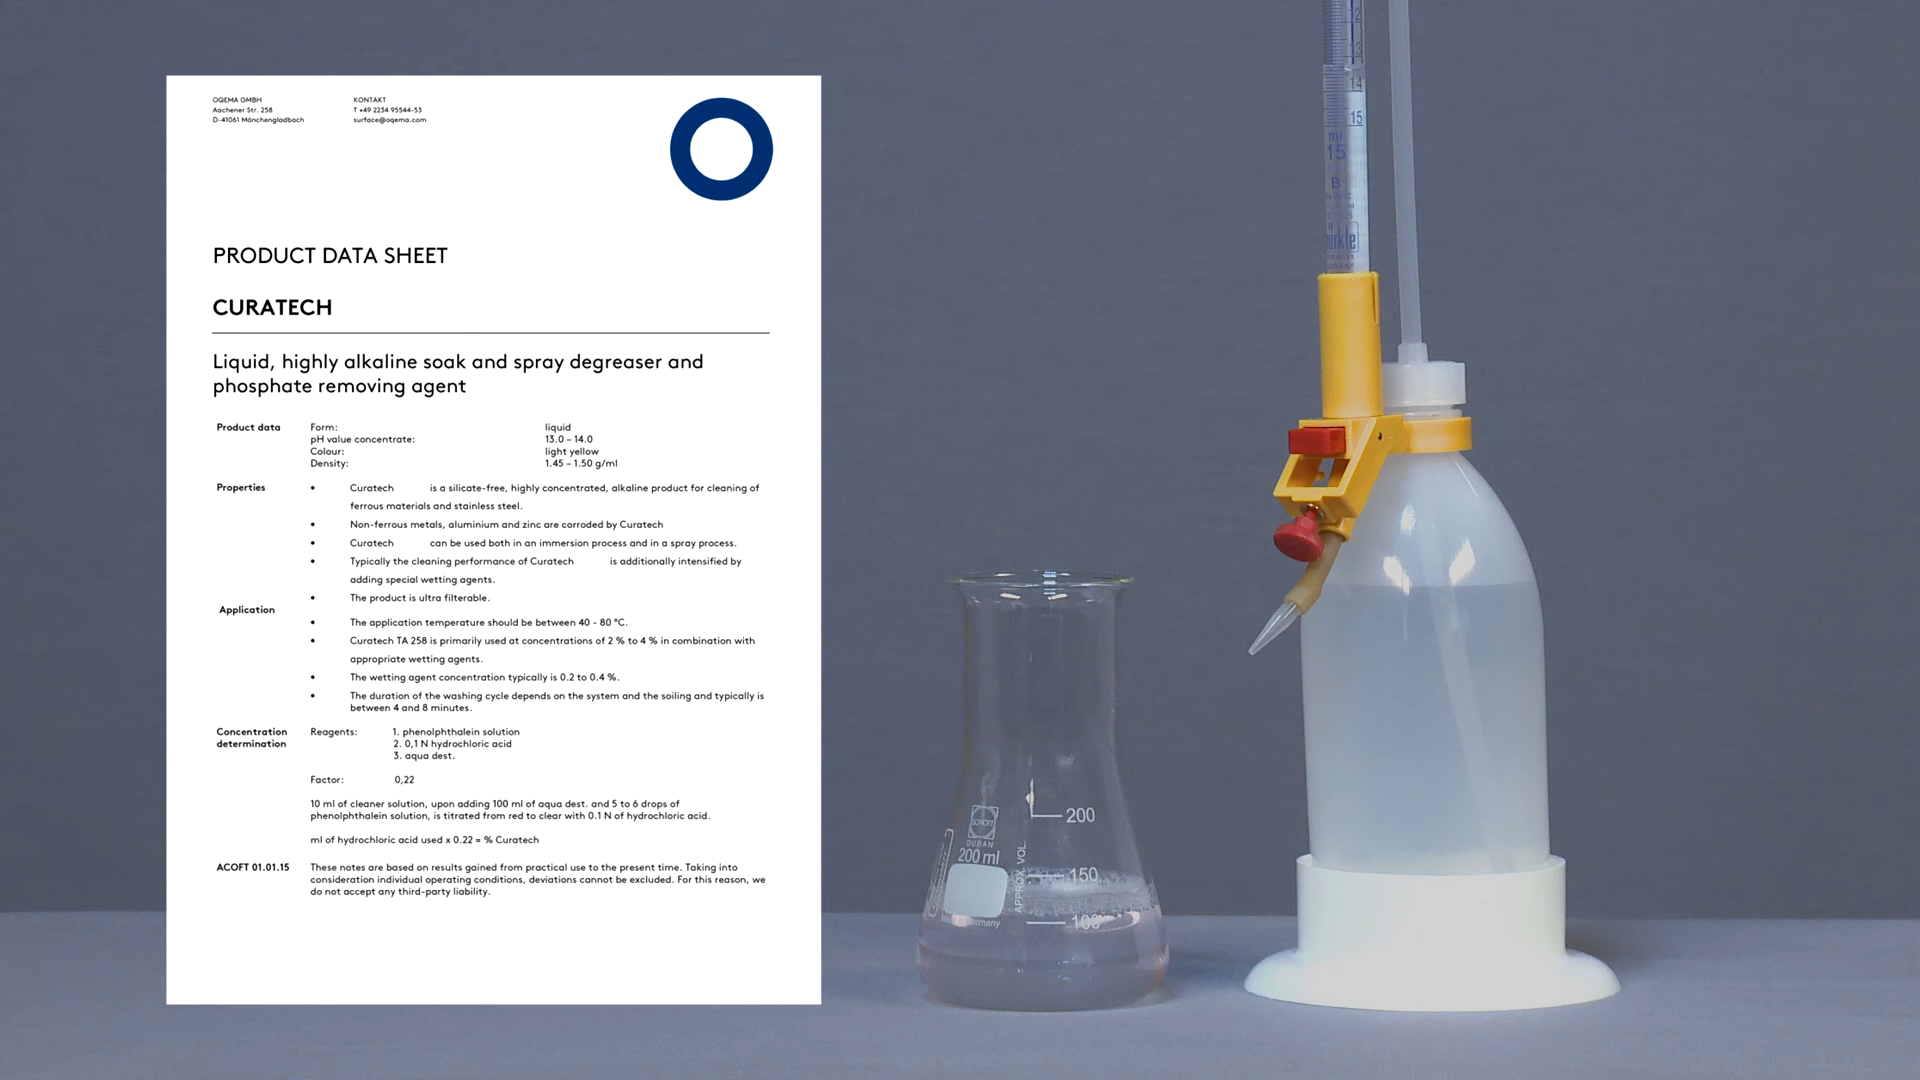 OQEMA GMBH
Aachener Str. 258
D-41061 Mönchengladbach
KONTAKT
T +49 2234 95544-53
surface@oqema.com
PRODUCT DATA SHEET
CURATECH
Liquid, highly alkaline soak and spray degreaser and
phosphate removing agent
Product data
Form: liquid
pH value concentrate: 13.0 – 14.0
Colour: light yellow
Density: 1.45 – 1.50 g/ml
Properties
• Curatech is a silicate-free, highly concentrated, alkaline product for cleaning of
ferrous materials and stainless steel.
• Non-ferrous metals, aluminium and zinc are corroded by Curatech
• Curatech can be used both in an immersion process and in a spray process.
• Typically the cleaning performance of Curatech is additionally intensified by
adding special wetting agents.
• The product is ultra filterable.
Application
• The application temperature should be between 40 - 80 °C.
• Curatech TA 258 is primarily used at concentrations of 2 % to 4 % in combination with
appropriate wetting agents.
• The wetting agent concentration typically is 0.2 to 0.4 %.
• The duration of the washing cycle depends on the system and the soiling and typically is
between 4 and 8 minutes.
Concentration
determination
Reagents: 1. phenolphthalein solution
2. 0,1 N hydrochloric acid
3. aqua dest.
Factor: 0,22
10 ml of cleaner solution, upon adding 100 ml of aqua dest. and 5 to 6 drops of
phenolphthalein solution, is titrated from red to clear with 0.1 N of hydrochloric acid.
ml of hydrochloric acid used x 0.22 = % Curatech
ACOFT 01.01.15
These notes are based on results gained from practical use to the present time. Taking into
consideration individual operating conditions, deviations cannot be excluded. For this reason, we
do not accept any third-party liability.
200
SCHOTT
DURAN
200 ml
APPROX. VOL.
150
100
12
13
14
15
ml
15
B